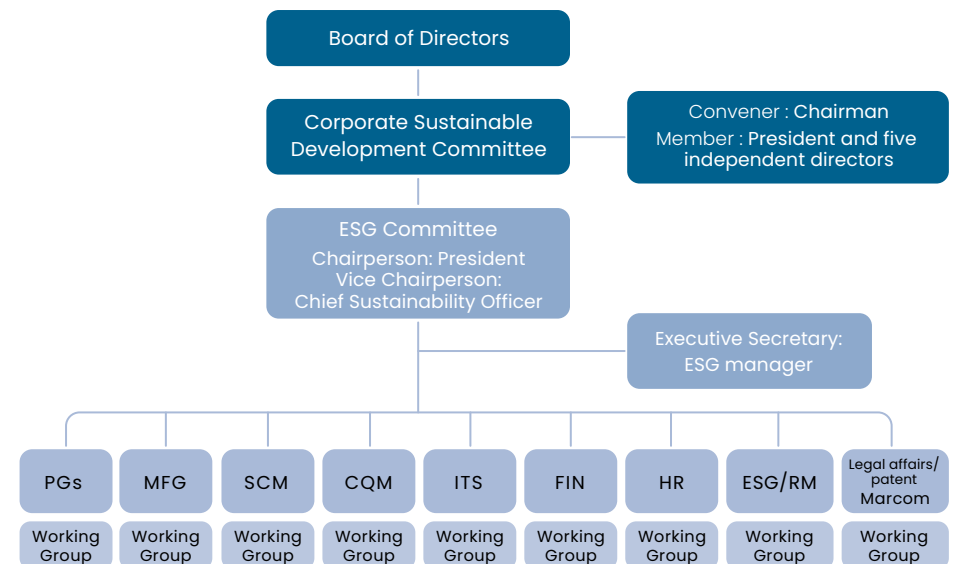 Board of Directors
Corporate Sustainable
Development Committee
Convener : Chairman
Member : President and five
independent directors
ESG Committee
Chairperson: President
Vice Chairperson:
Chief Sustainability Officer
Executive Secretary:
ESG manager
PGs
MFG
SCM
CQM
ITS
FIN
HR
ESG/RM
Legal affairs/
patent
Marcom
Working
Group
Working
Group
Working
Group
Working
Group
Working
Group
Working
Group
Working
Group
Working
Group
Working
Group